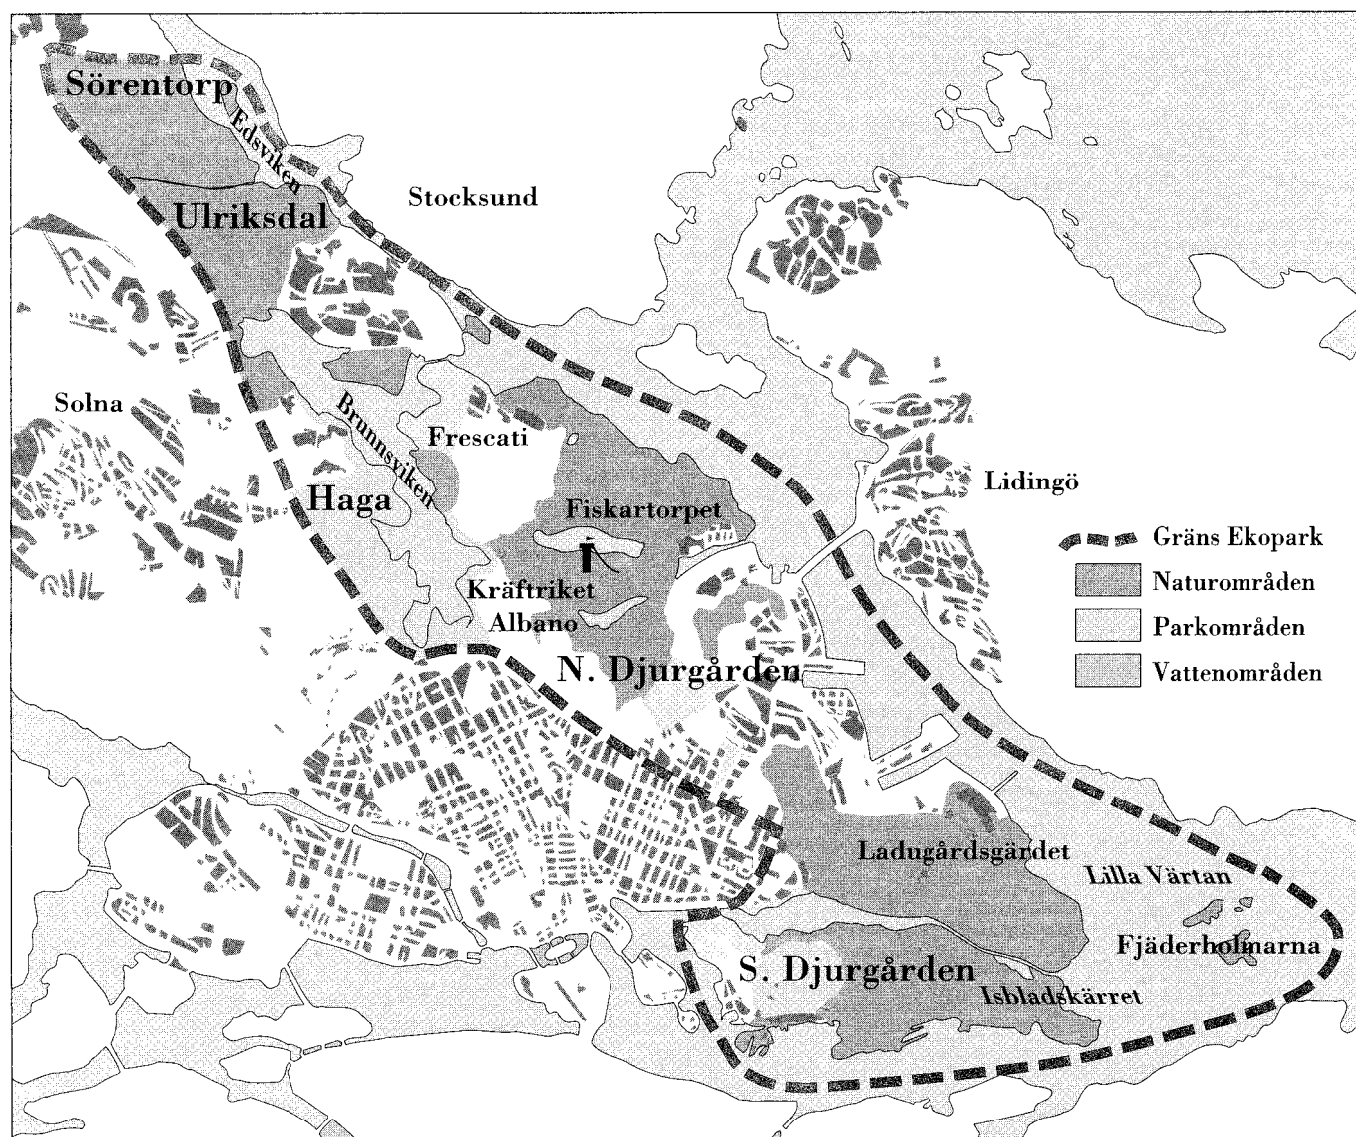 Sörentorp
Edsviken
Stocksund
Ulriksdal
Solna
Brunnsviken
Frescati
Haga
Lidingö
Fiskartorpet
Gräns Ekopark
Naturområden
Kräftriket
Albano
Parkområden
N. Djurgården
Vattenområden
Ladugårdsgärdet
Lilla Värtan
Fjäderholmarna
S. Djurgården
Isbladskärret